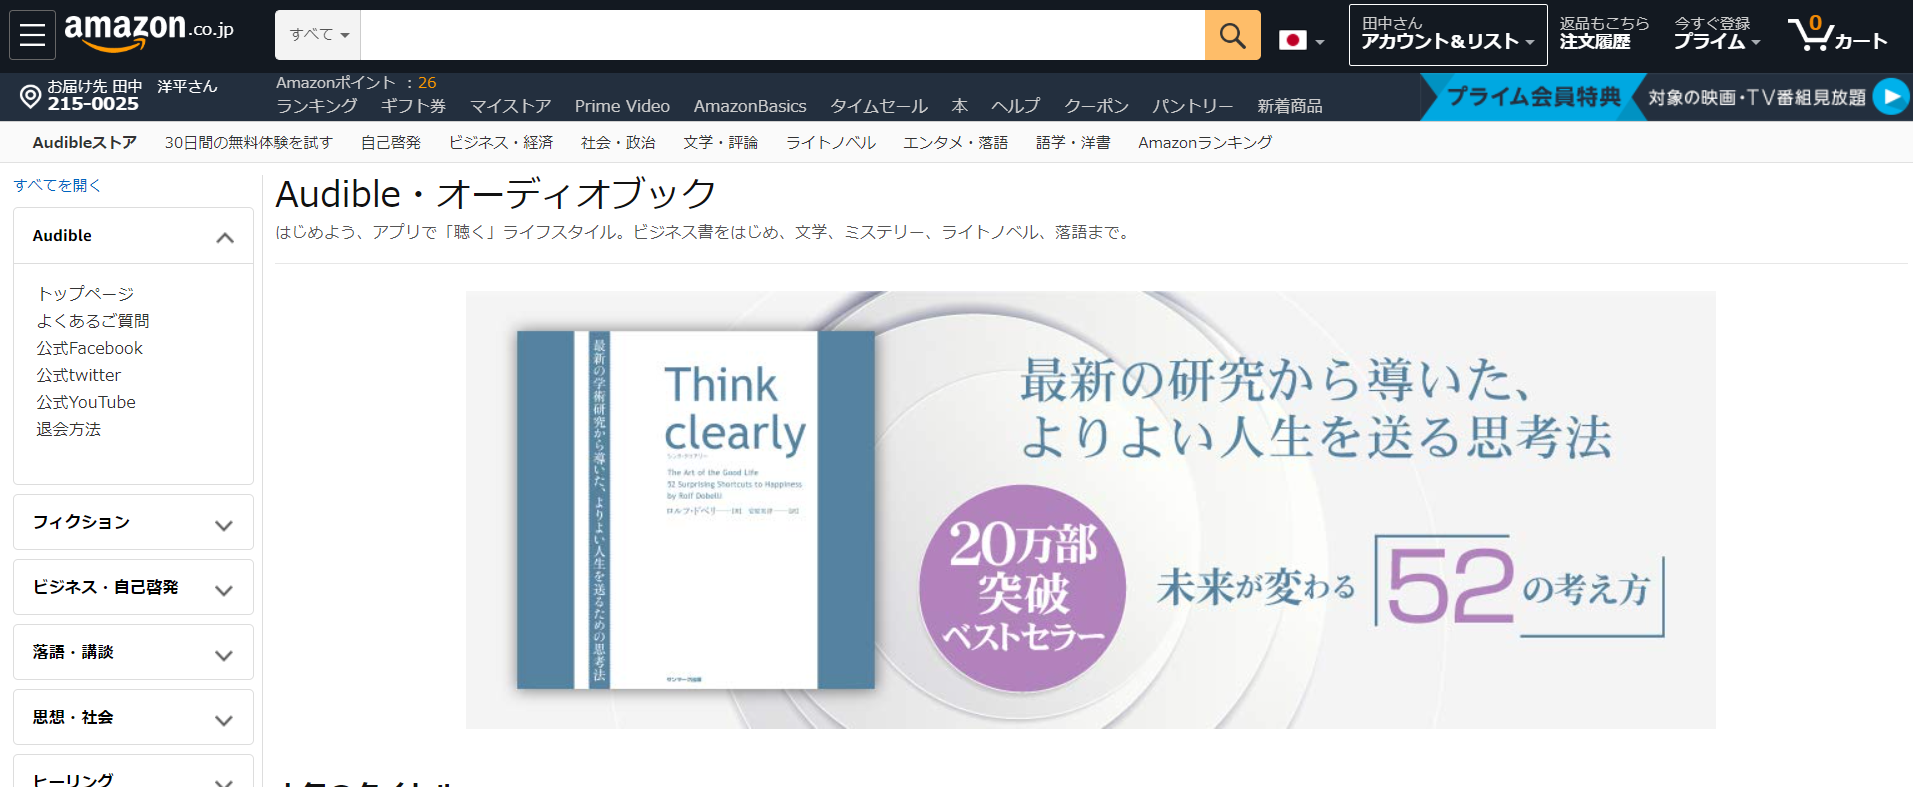 amazon.co.jp
すべて
田中さん
アカウント&リスト
返品もこちら
注文履歴
今すぐ登録
プライム
0
カート
お届け先 田中 洋平さん
215-0025
Amazonポイント ：26
ランキング ギフト券 マイストア Prime Video AmazonBasics タイムセール 本 ヘルプ クーポン パントリー 新着商品
プライム会員特典
対象の映画・TV番組見放題
Audibleストア 30日間の無料体験を試す 自己啓発 ビジネス・経済 社会・政治 文学・評論 ライトノベル エンタメ・落語 語学・洋書 Amazonランキング
すべてを開く
Audible
トップページ
よくあるご質問
公式Facebook
公式twitter
公式YouTube
退会方法
フィクション
ビジネス・自己啓発
落語・講談
思想・社会
ヒーリング
Audible・オーディオブック
はじめよう、アプリで「聴く」ライフスタイル。ビジネス書をはじめ、文学、ミステリー、ライトノベル、落語まで。
最新の学術研究から導いた、よりよい人生を送るための思考法
Think
clearly
シンク・クリアリー
The Art of the Good Life
52 Surprising Shortcuts to Happiness
by Rolf Dobelli
ロルフ・ドベリ
サンマーク出版
最新の研究から導いた、
よりよい人生を送る思考法
20万部
突破
ベストセラー
未来が変わる 52の考え方